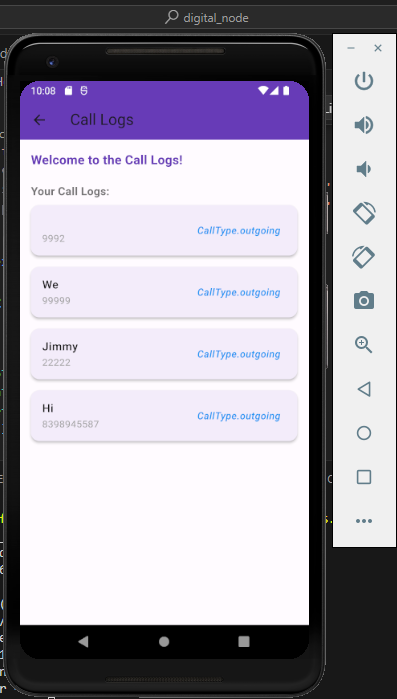 digital_node
10:08
Call Logs
Welcome to the Call Logs!
Your Call Logs:
9992
CallType.outgoing
We
99999
CallType.outgoing
Jimmy
22222
CallType.outgoing
Hi
8398945587
CallType.outgoing